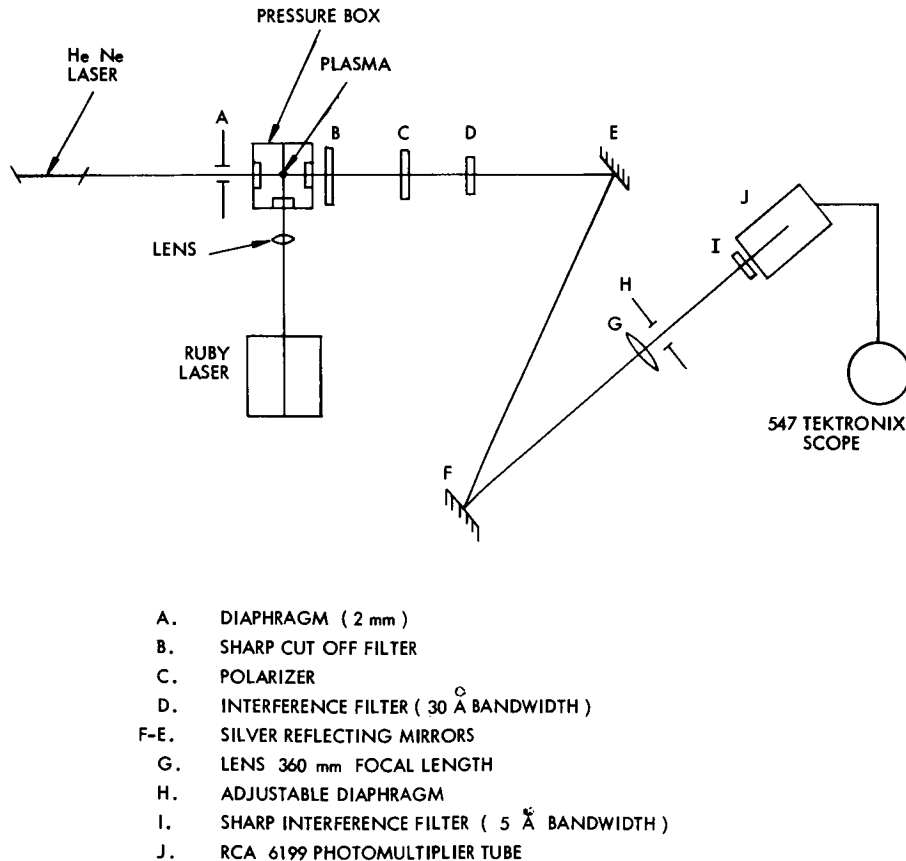 PRESSURE BOX
He Ne
LASER
PLASMA
A
B
C
D
E
J
I
LENS
H
G
RUBY
LASER
547 TEKTRONIX
SCOPE
F
A. DIAPHRAGM ( 2 mm )
B. SHARP CUT OFF FILTER
C. POLARIZER
D. INTERFERENCE FILTER ( 30 Å BANDWIDTH )
F-E. SILVER REFLECTING MIRRORS
G. LENS 360 mm FOCAL LENGTH
H. ADJUSTABLE DIAPHRAGM
I. SHARP INTERFERENCE FILTER ( 5 Å BANDWIDTH )
J. RCA 6199 PHOTOMULTIPLIER TUBE